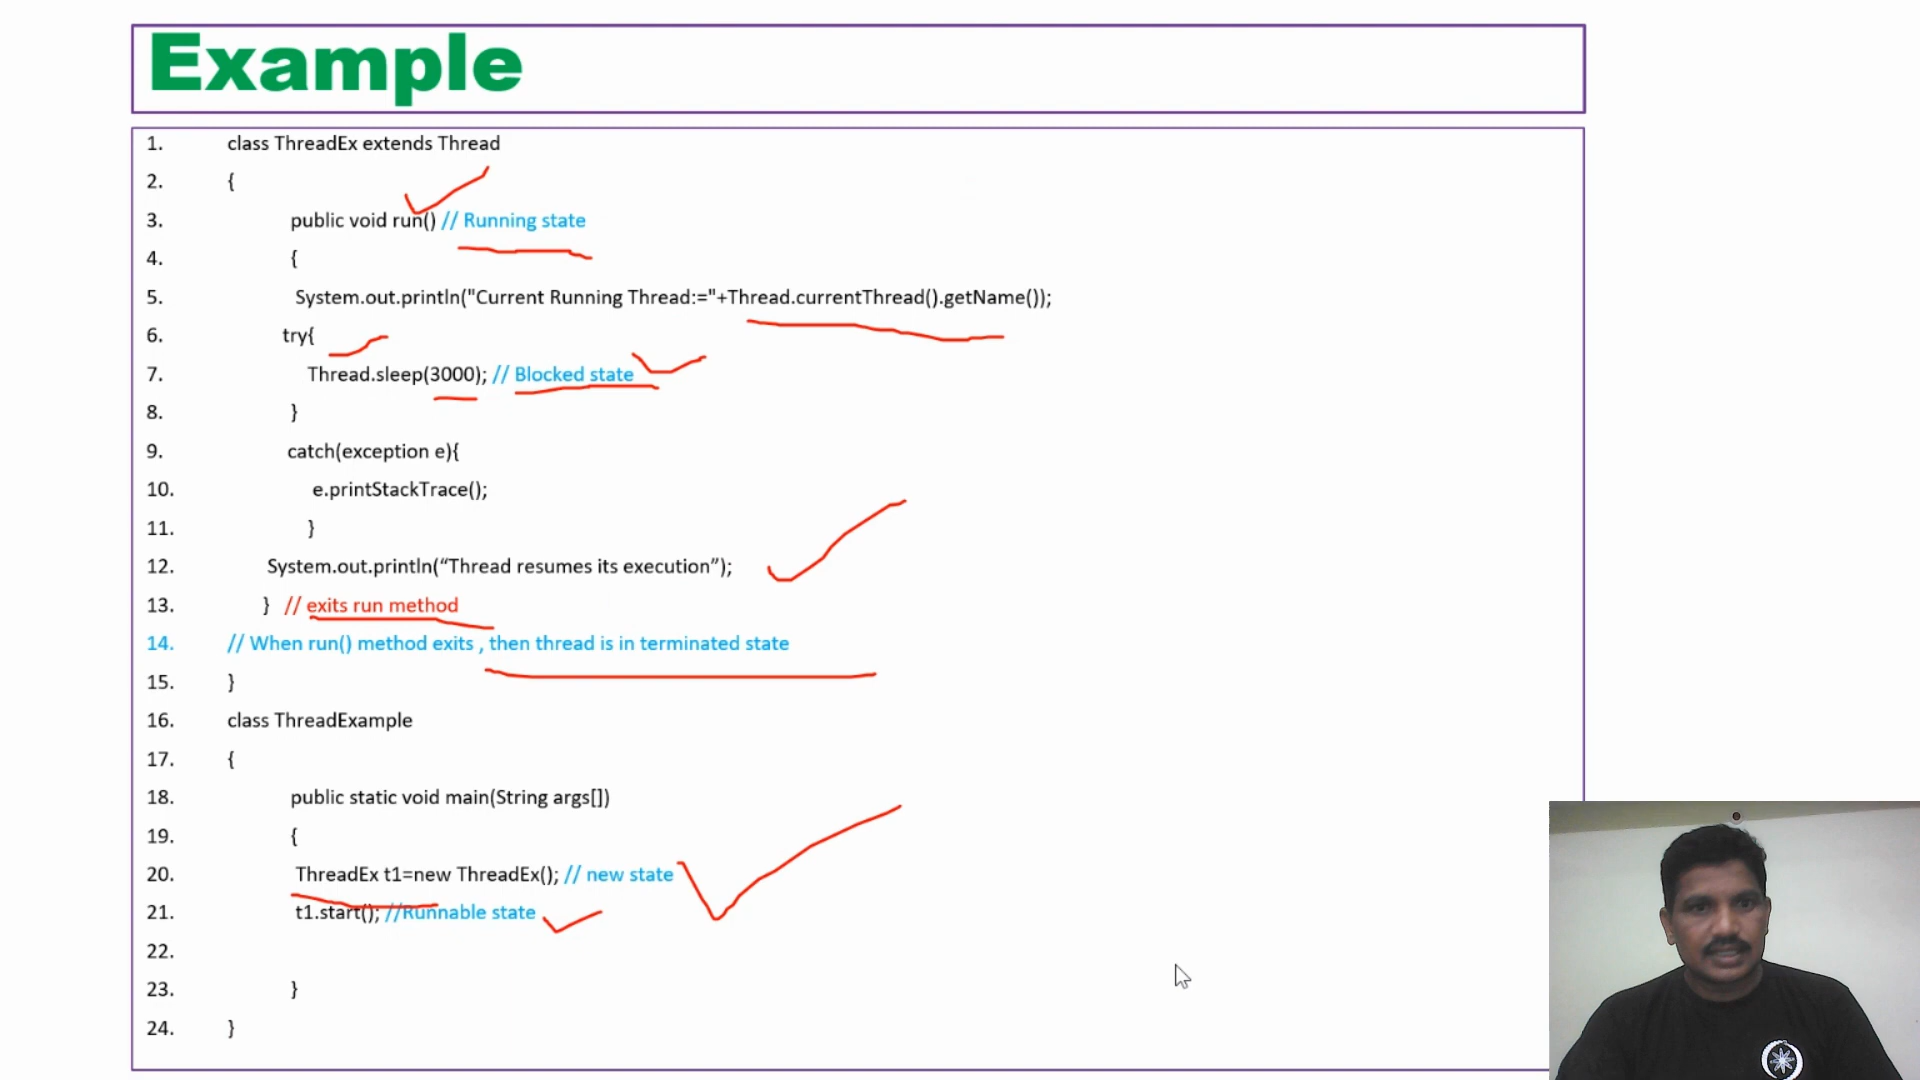 Example
1. class ThreadEx extends Thread
2. {
3. public void run() // Running state
4. {
5. System.out.println("Current Running Thread:="+Thread.currentThread().getName());
6. try{
7. Thread.sleep(3000); // Blocked state
8. }
9. catch(exception e){
10. e.printStackTrace();
11. }
12. System.out.println(“Thread resumes its execution”);
13. } // exits run method
14. // When run() method exits , then thread is in terminated state
15. }
16. class ThreadExample
17. {
18. public static void main(String args[])
19. {
20. ThreadEx t1=new ThreadEx(); // new state
21. t1.start(); //Runnable state
22.
23. }
24. }